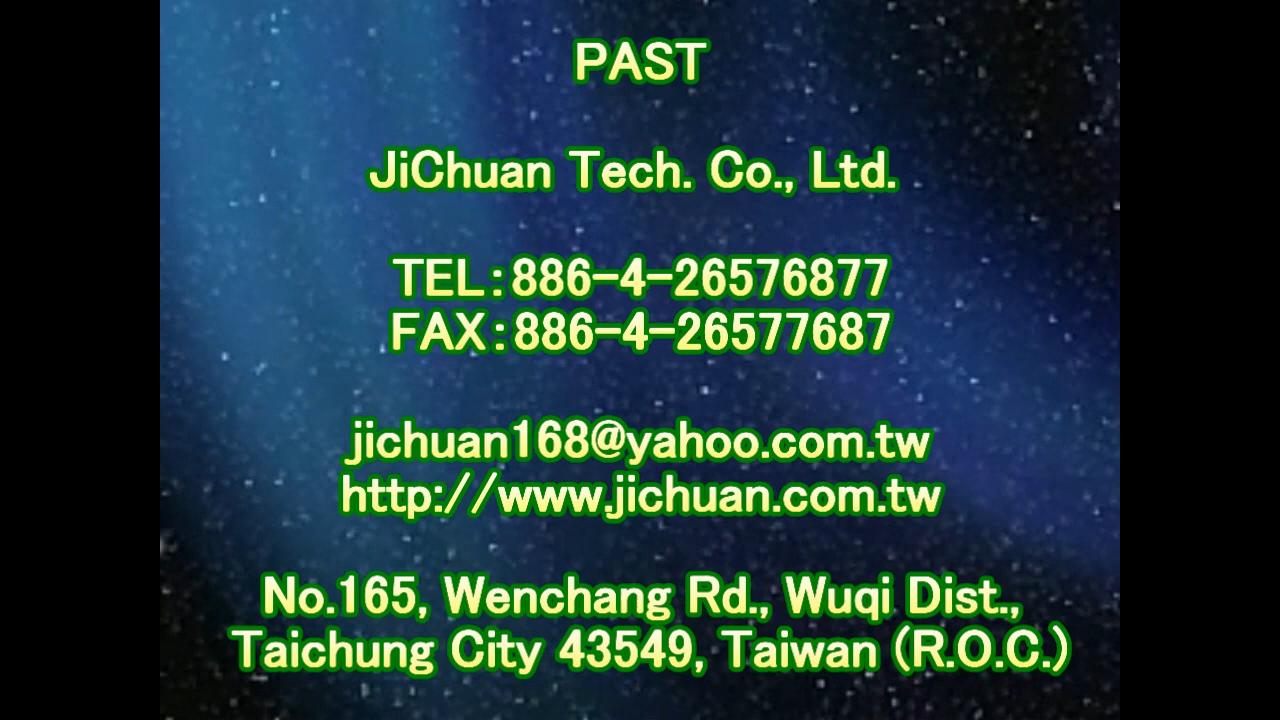 PAST
JiChuan Tech. Co., Ltd.
TEL：886-4-26576877
FAX：886-4-26577687
jichuan168@yahoo.com.tw
http://www.jichuan.com.tw
No.165, Wenchang Rd., Wuqi Dist.,
Taichung City 43549, Taiwan (R.O.C.)